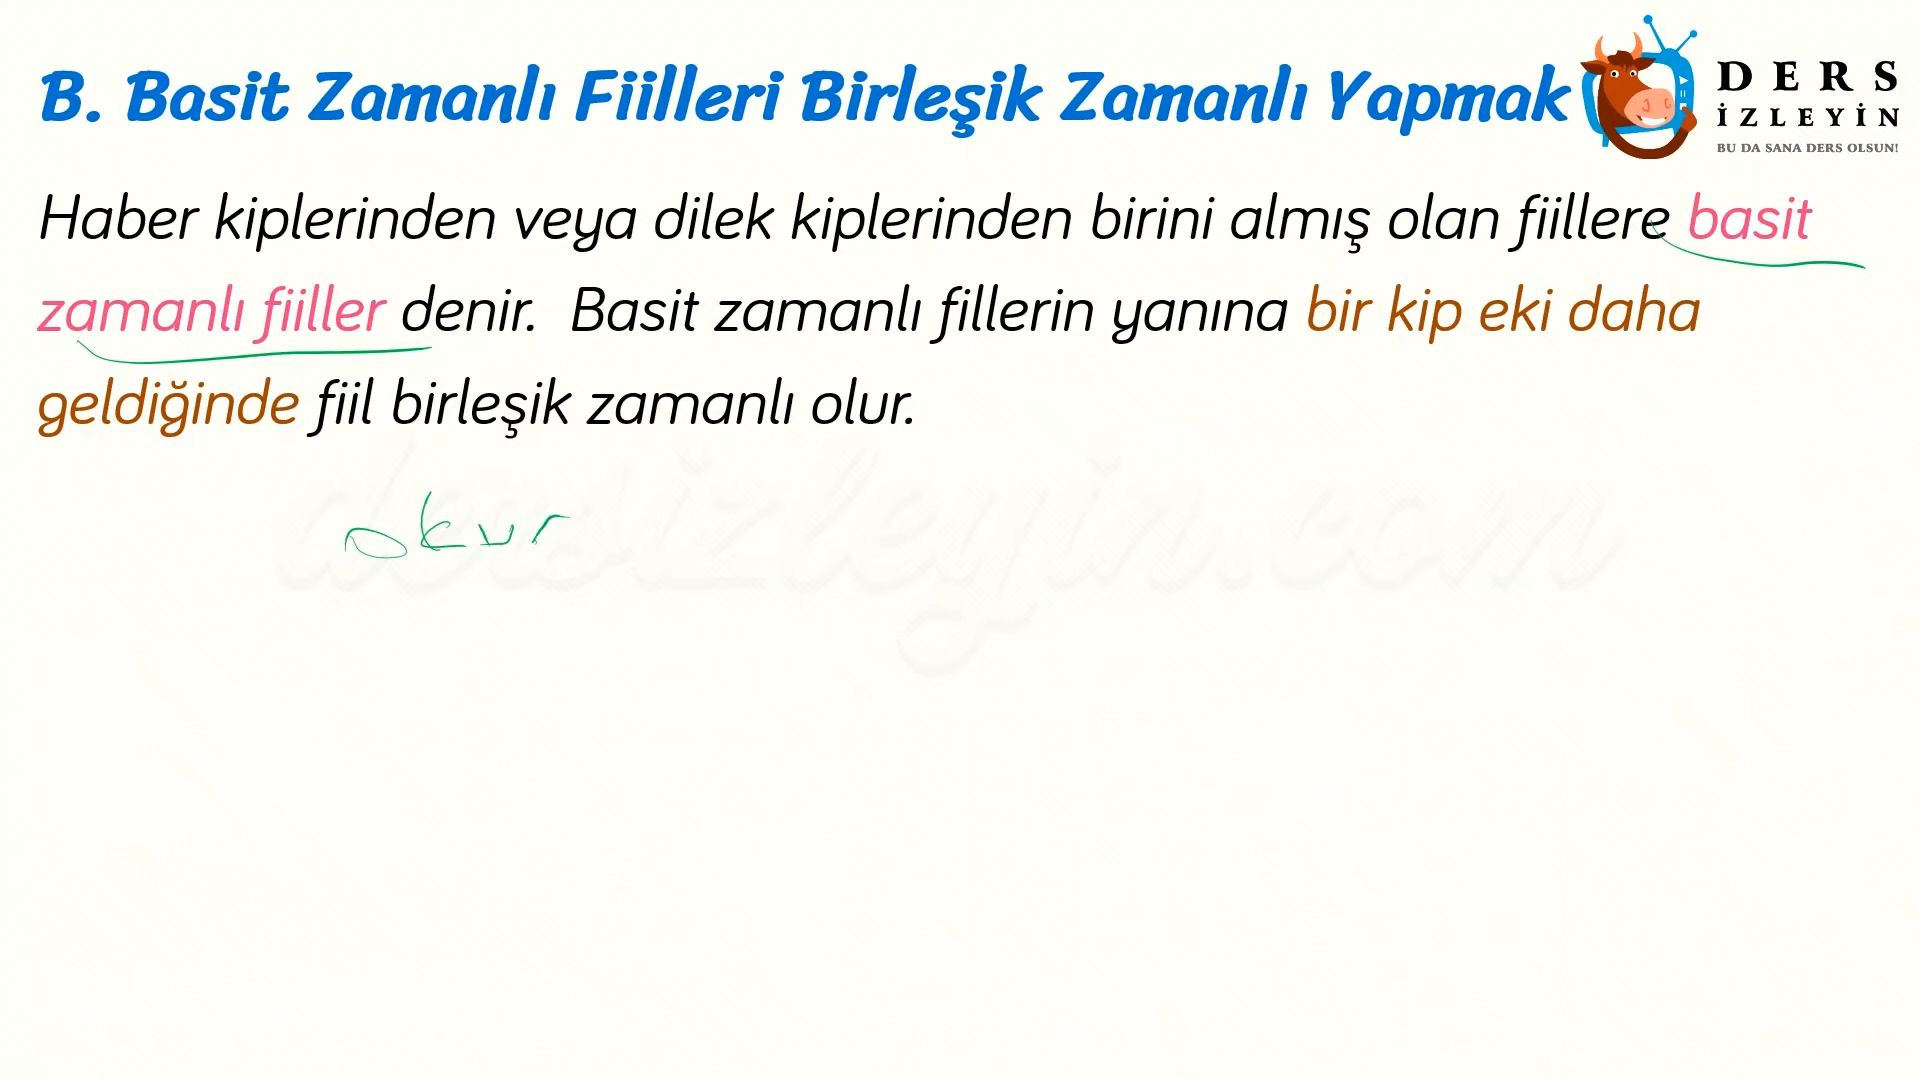 B. Basit Zamanlı Fiilleri Birleşik Zamanlı Yapmak
DERS
İZLEYİN
BU DA SANA DERS OLSUN!
Haber kiplerinden veya dilek kiplerinden birini almış olan fiillere basit
zamanlı fiiller denir. Basit zamanlı fillerin yanına bir kip eki daha
geldiğinde fiil birleşik zamanlı olur.
okur
dersizleyin.com